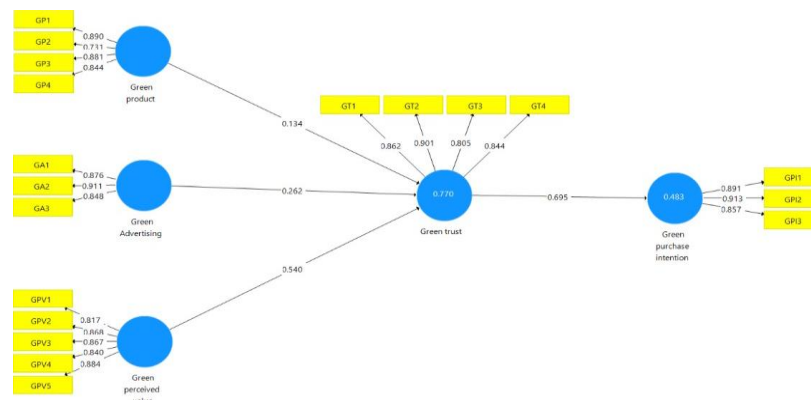 GP1
GP2
GP3
GP4
0.890
0.731
0.881
0.844
Green
product
0.134
GT1
GT2
GT3
GT4
0.862
0.901
0.805
0.844
GA1
GA2
GA3
0.876
0.911
0.848
Green
Advertising
0.262
0.770
Green trust
0.695
0.483
Green
purchase
intention
0.891
0.913
0.857
GPI1
GPI2
GPI3
0.540
GPV1
GPV2
GPV3
GPV4
GPV5
0.817
0.868
0.867
0.840
0.884
Green
perceived